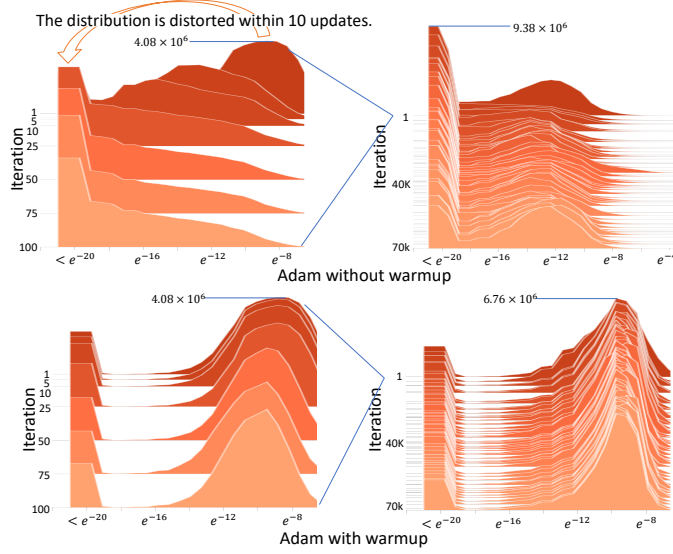 The distribution is distorted within 10 updates.
4.08 × 10⁶
Iteration
1
5
10
25
50
75
100
< e⁻²⁰
e⁻¹⁶
e⁻¹²
e⁻⁸
9.38 × 10⁶
Iteration
1
40K
70k
< e⁻²⁰
e⁻¹⁶
e⁻¹²
e⁻⁸
e⁻⁴
Adam without warmup
4.08 × 10⁶
Iteration
1
5
10
25
50
75
100
< e⁻²⁰
e⁻¹⁶
e⁻¹²
e⁻⁸
6.76 × 10⁶
Iteration
1
40K
70k
< e⁻²⁰
e⁻¹⁶
e⁻¹²
e⁻⁸
Adam with warmup